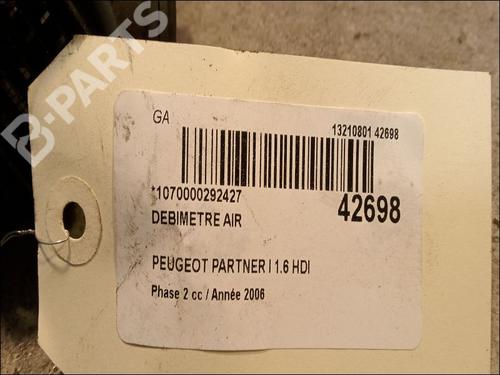 B-PARTS
GA
13210801 42698
*1070000292427
42698
DEBIMETRE AIR
PEUGEOT PARTNER I 1.6 HDI
Phase 2 cc / Année 2006